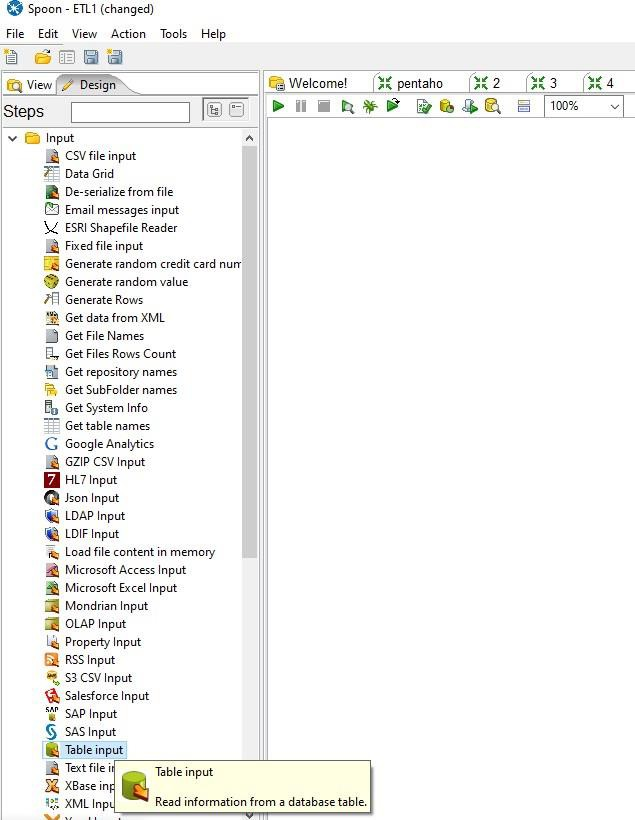 Spoon - ETL1 (changed)
File Edit View Action Tools Help
View Design
Welcome! pentaho 2 3 4
Steps
100%
Input
CSV file input
Data Grid
De-serialize from file
Email messages input
ESRI Shapefile Reader
Fixed file input
Generate random credit card num
Generate random value
Generate Rows
Get data from XML
Get File Names
Get Files Rows Count
Get repository names
Get SubFolder names
Get System Info
Get table names
Google Analytics
GZIP CSV Input
HL7 Input
Json Input
LDAP Input
LDIF Input
Load file content in memory
Microsoft Access Input
Microsoft Excel Input
Mondrian Input
OLAP Input
Property Input
RSS Input
S3 CSV Input
Salesforce Input
SAP Input
SAS Input
Table input
Text file i
XBase inp
XML Inpu
Table input
Read information from a database table.